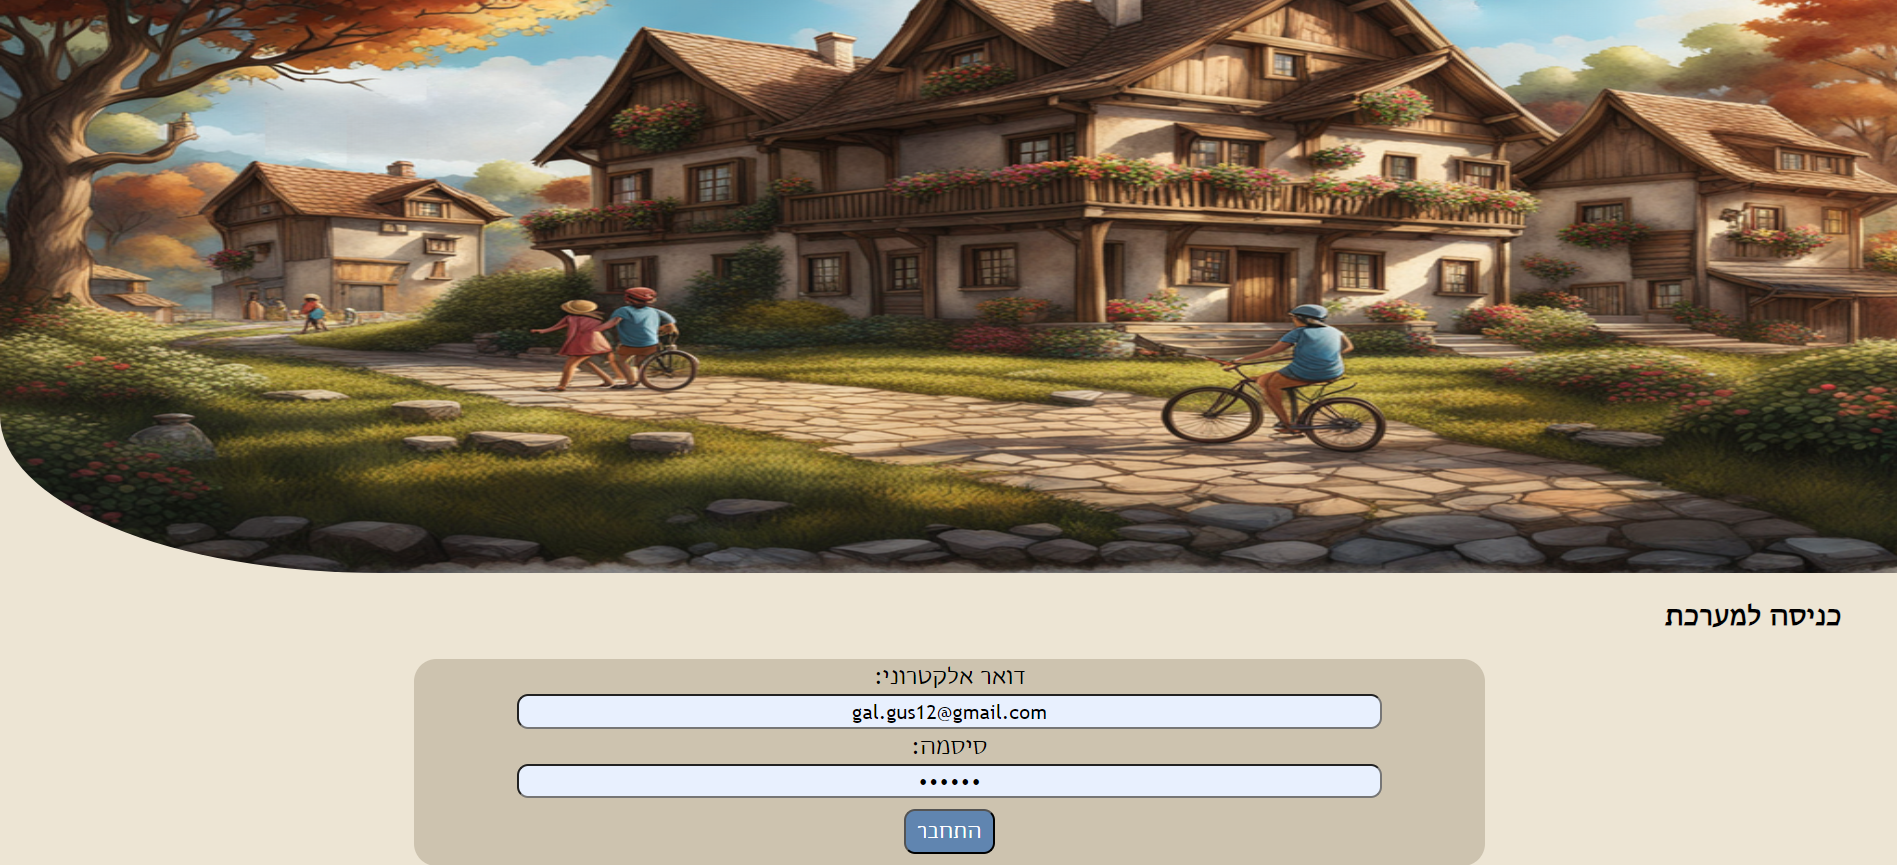 כניסה למערכת
דואר אלקטרוני:
gal.gus12@gmail.com
סיסמה:
••••••
התחבר